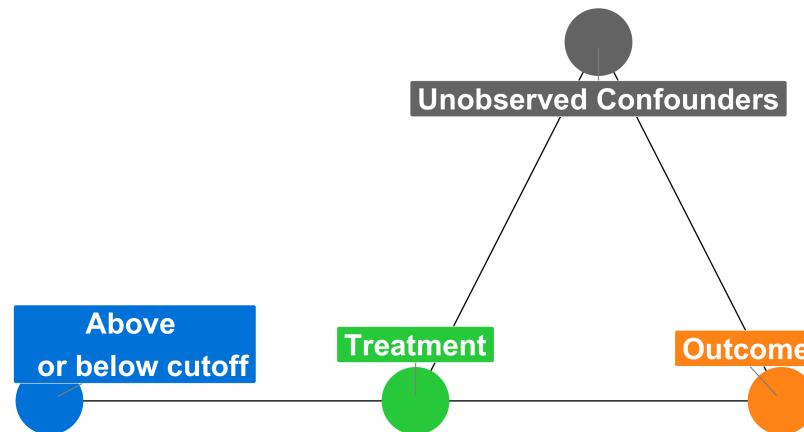 Unobserved Confounders
Above
or below cutoff
Treatment
Outcome